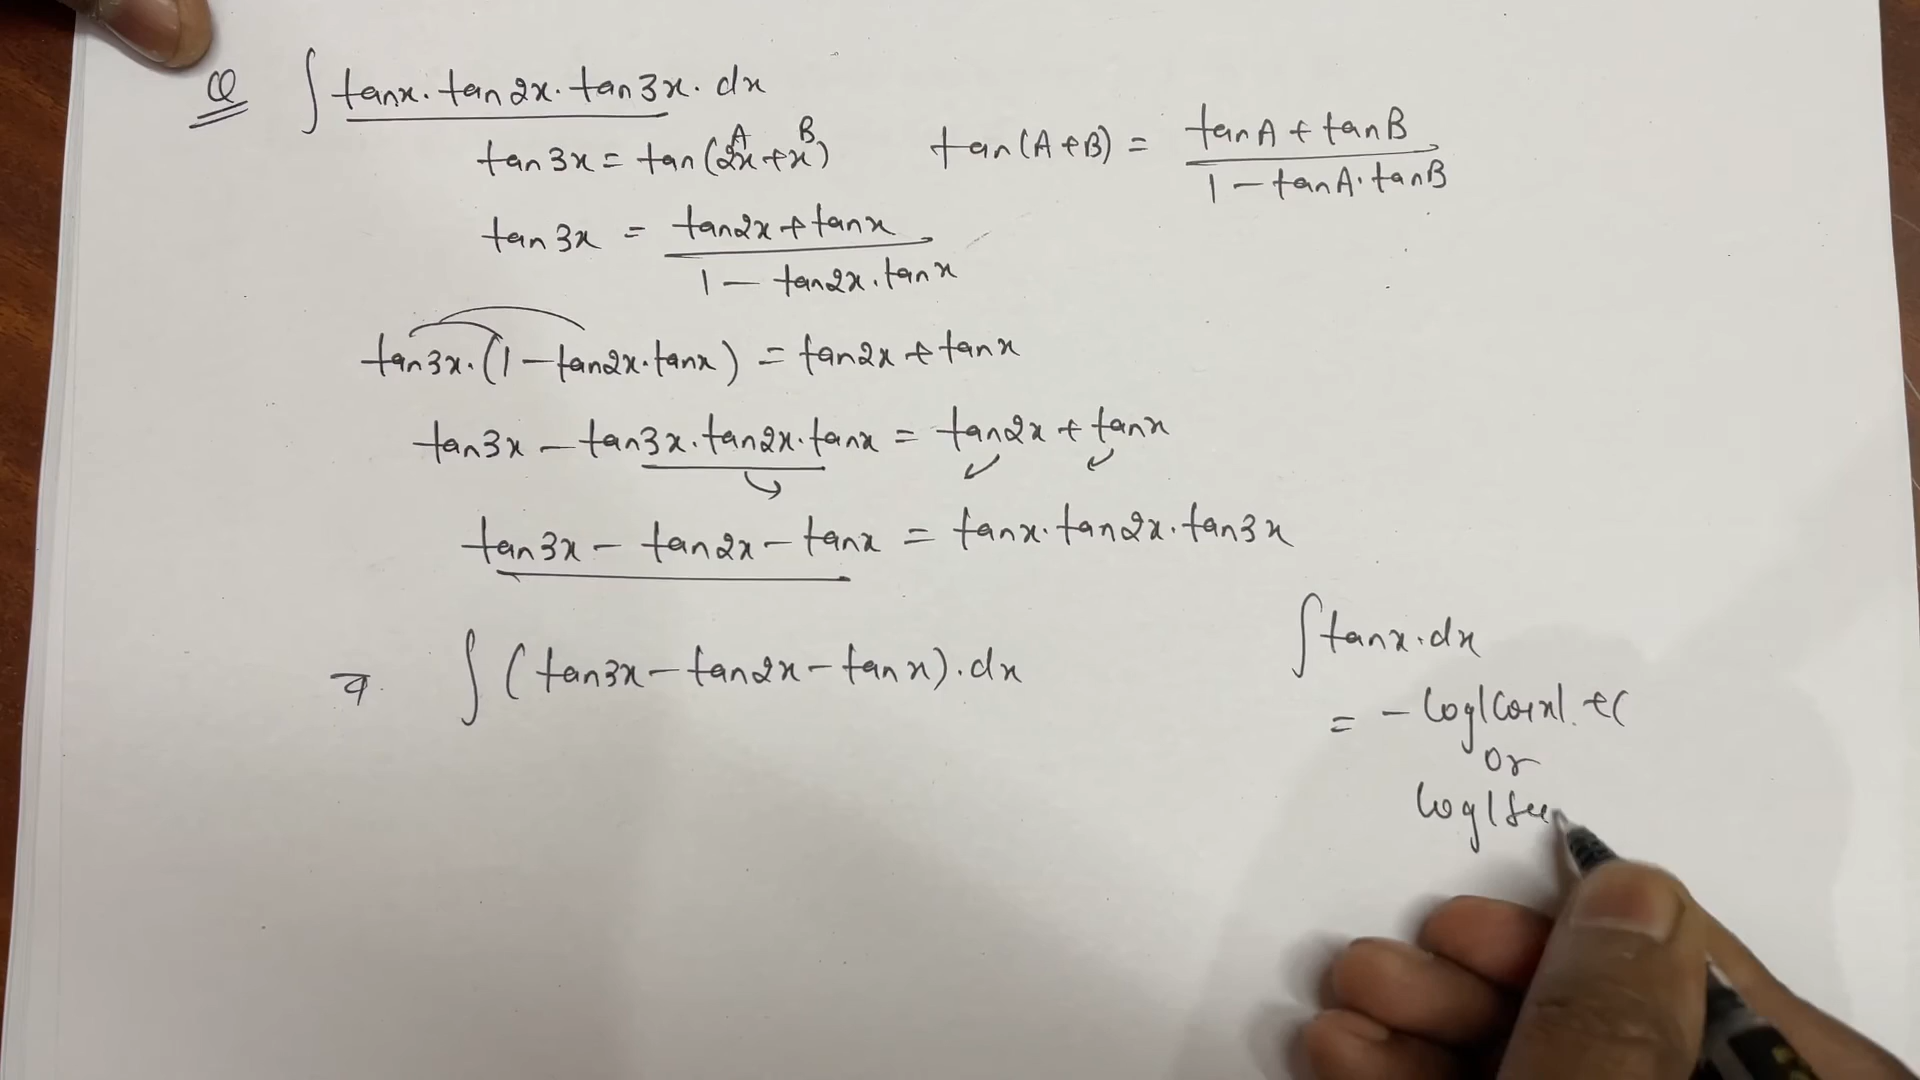 Q ∫ tanx. tan2x. tan3x. dx
tan3x = tan(2x+x) tan(A+B) = (tanA + tanB)/(1 - tanA. tanB)
A B
tan3x = (tan2x + tanx)/(1 - tan2x. tanx)
tan3x. (1 - tan2x. tanx) = tan2x + tanx
tan3x - tan3x. tan2x. tanx = tan2x + tanx
tan3x - tan2x - tanx = tanx. tan2x. tan3x
⇒ ∫ (tan3x - tan2x - tanx). dx
∫ tanx. dx
= - log|cosx|. +C
or
log|sec